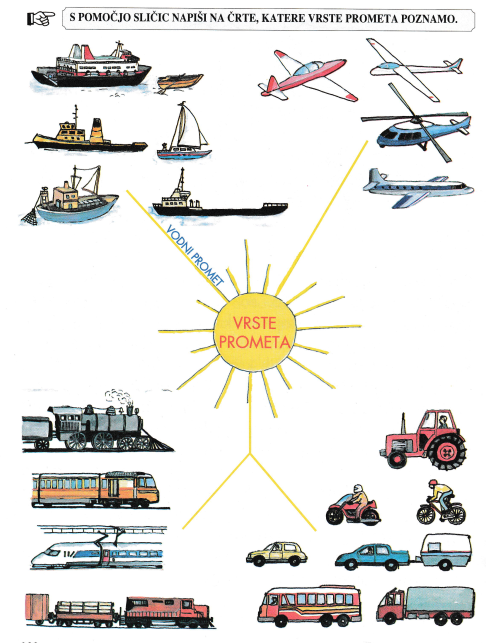 S POMOČJO SLIČIC NAPIŠI NA ČRTE, KATERE VRSTE PROMETA POZNAMO.
VODNI PROMET
VRSTE
PROMETA